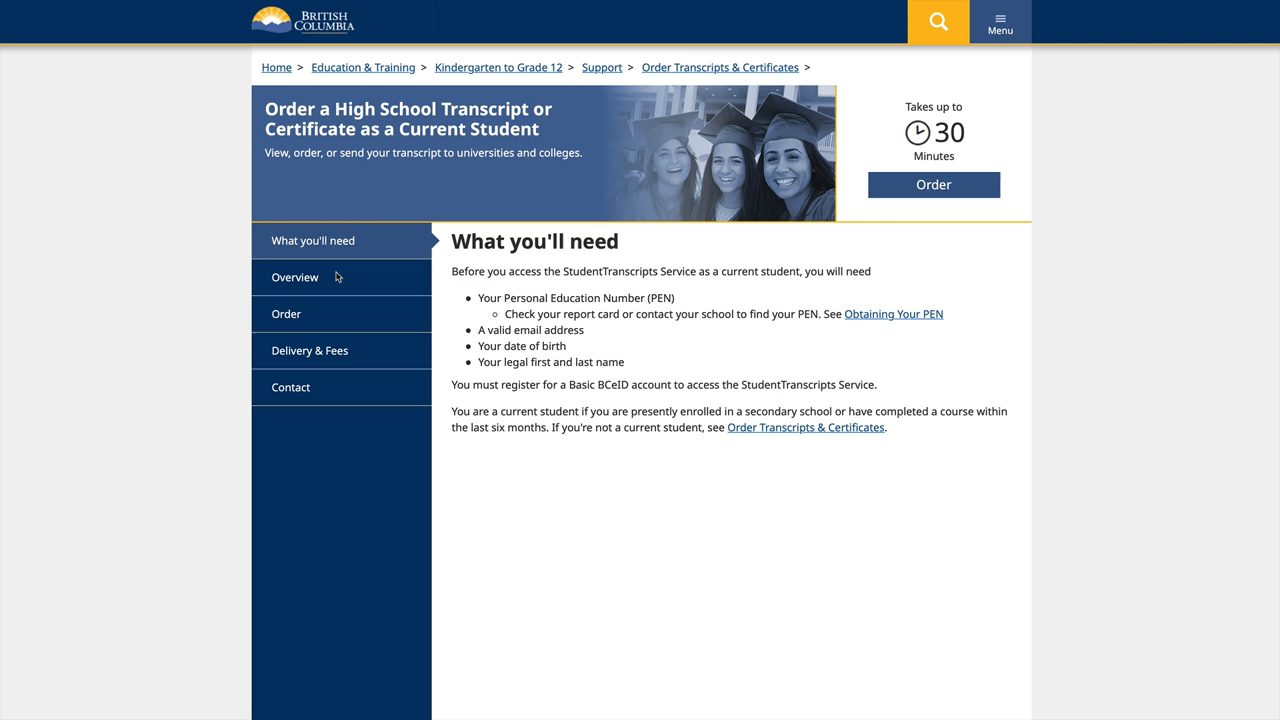 BRITISH
COLUMBIA
Menu
Home > Education & Training > Kindergarten to Grade 12 > Support > Order Transcripts & Certificates >
Order a High School Transcript or
Certificate as a Current Student
View, order, or send your transcript to universities and colleges.
Takes up to
30
Minutes
Order
What you'll need
Overview
Order
Delivery & Fees
Contact
What you'll need
Before you access the StudentTranscripts Service as a current student, you will need
• Your Personal Education Number (PEN)
○ Check your report card or contact your school to find your PEN. See Obtaining Your PEN
• A valid email address
• Your date of birth
• Your legal first and last name
You must register for a Basic BCeID account to access the StudentTranscripts Service.
You are a current student if you are presently enrolled in a secondary school or have completed a course within
the last six months. If you're not a current student, see Order Transcripts & Certificates.